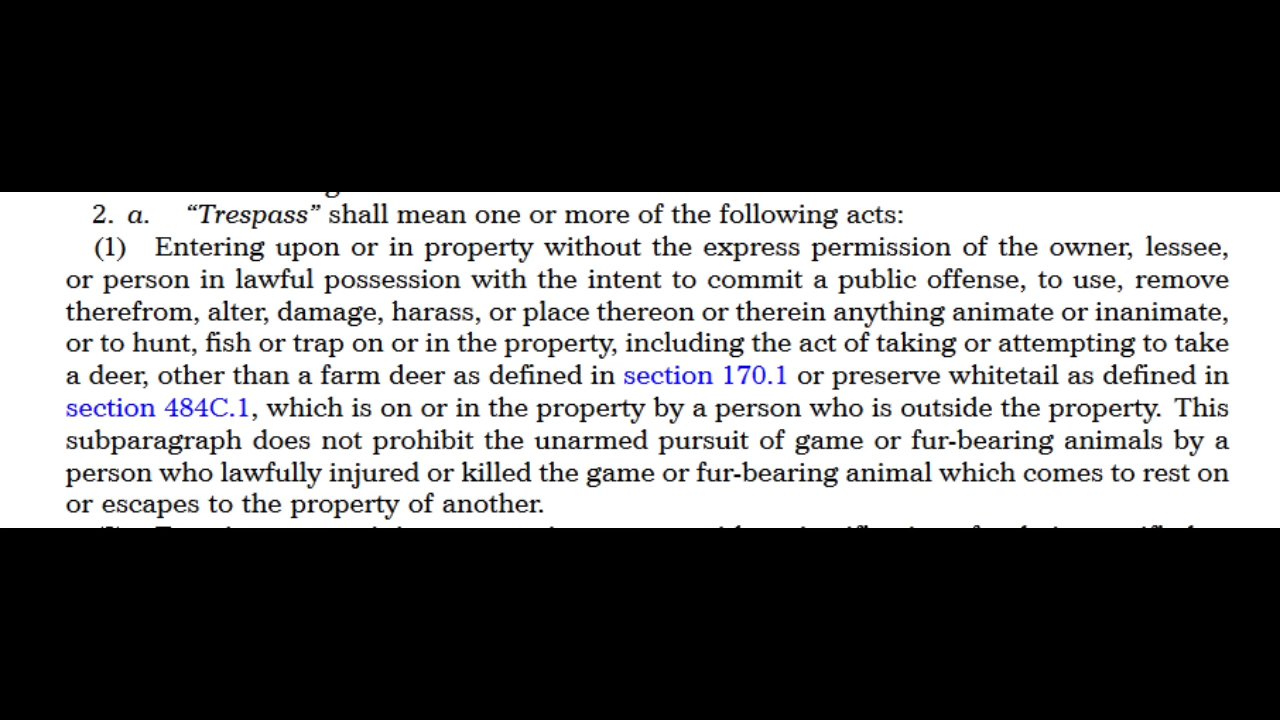 2. a. “Trespass” shall mean one or more of the following acts:
(1) Entering upon or in property without the express permission of the owner, lessee,
or person in lawful possession with the intent to commit a public offense, to use, remove
therefrom, alter, damage, harass, or place thereon or therein anything animate or inanimate,
or to hunt, fish or trap on or in the property, including the act of taking or attempting to take
a deer, other than a farm deer as defined in section 170.1 or preserve whitetail as defined in
section 484C.1, which is on or in the property by a person who is outside the property. This
subparagraph does not prohibit the unarmed pursuit of game or fur-bearing animals by a
person who lawfully injured or killed the game or fur-bearing animal which comes to rest on
or escapes to the property of another.